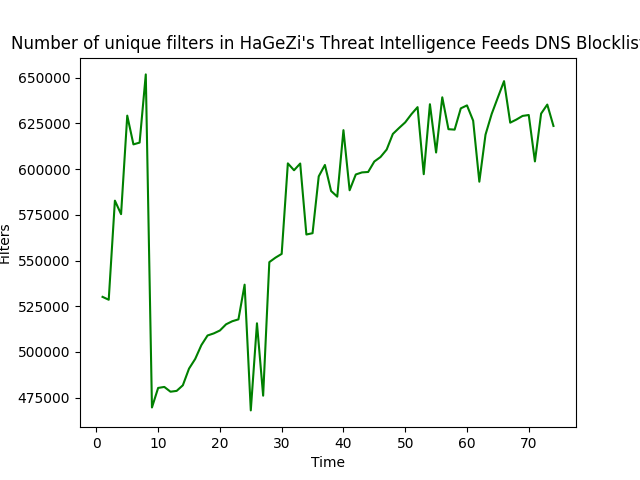 Number of unique filters in HaGeZi's Threat Intelligence Feeds DNS Blocklis
650000
625000
600000
575000
550000
525000
500000
475000
Filters
0 10 20 30 40 50 60 70
Time